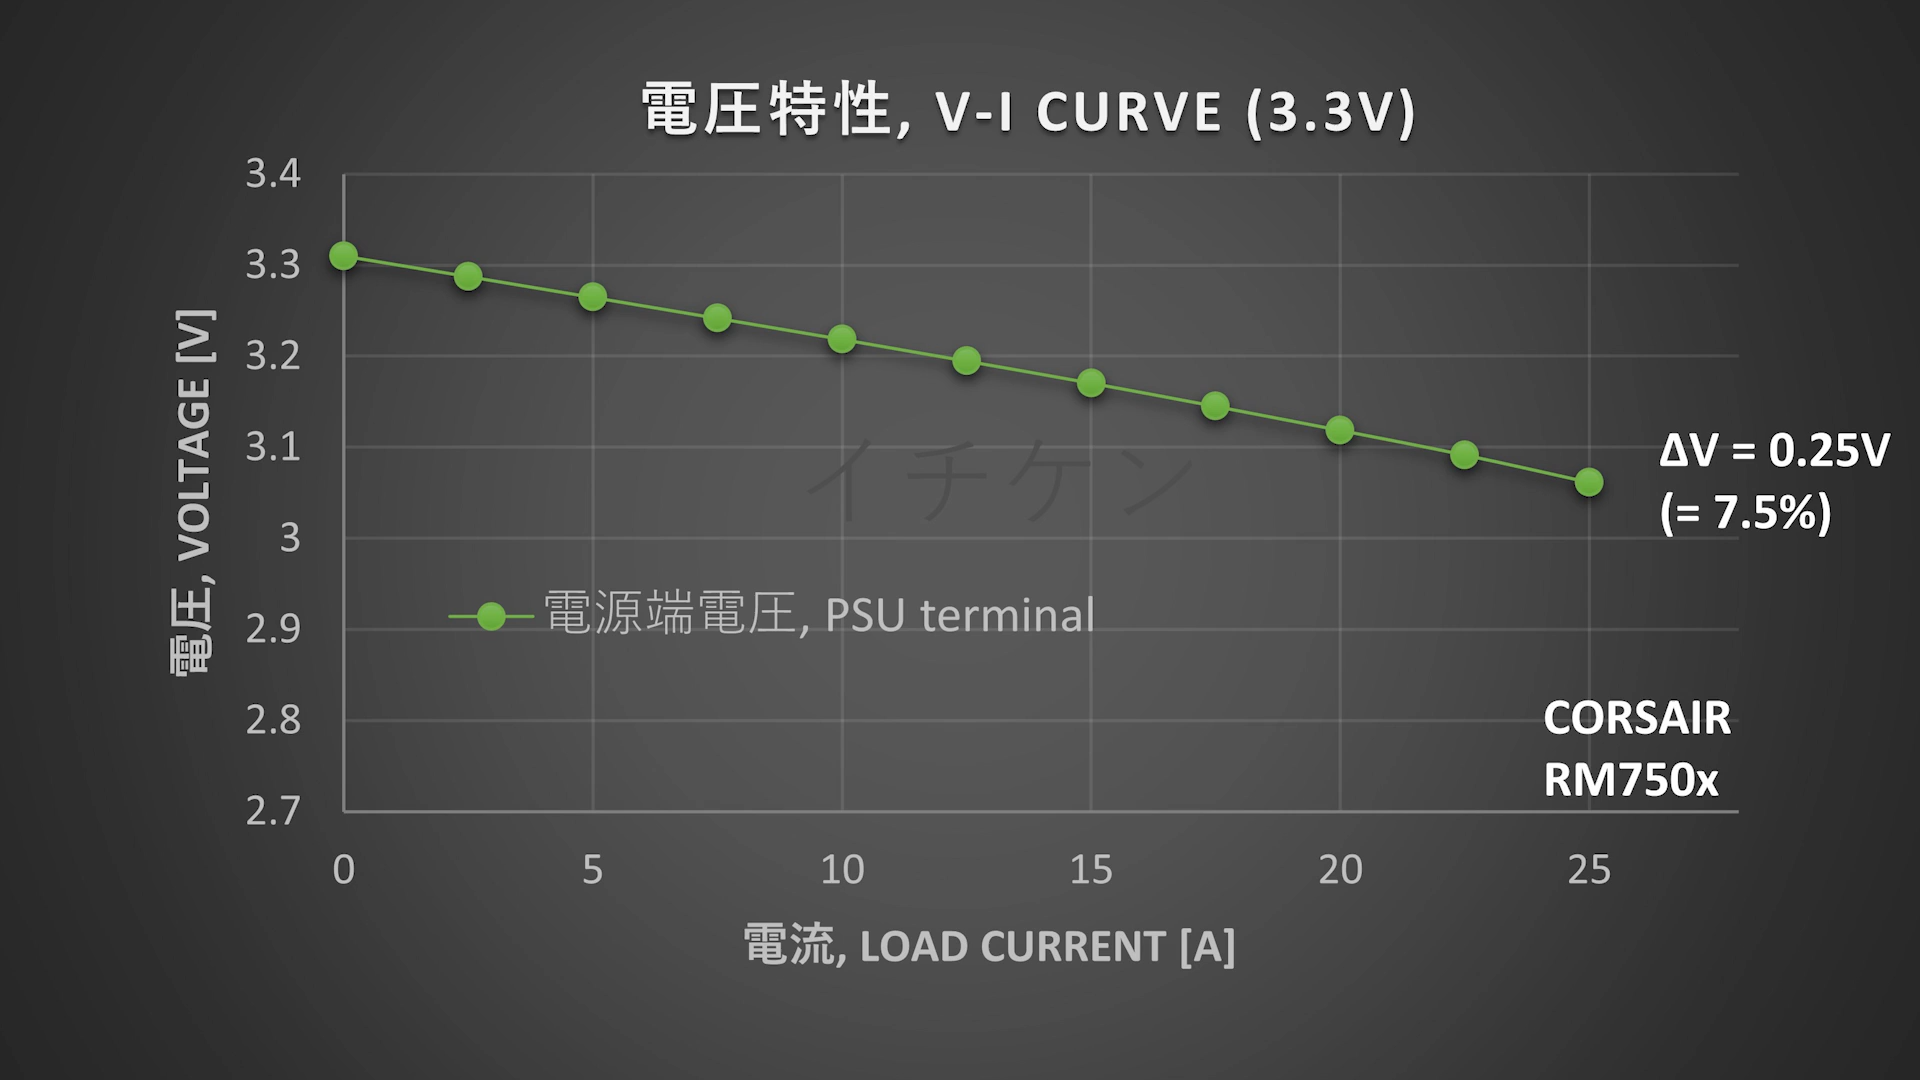 電圧特性, V-I CURVE (3.3V)
3.4
3.3
3.2
3.1
3
2.9
2.8
2.7
電圧, VOLTAGE [V]
イチケン
ΔV = 0.25V
(= 7.5%)
電源端電圧, PSU terminal
CORSAIR
RM750x
0 5 10 15 20 25
電流, LOAD CURRENT [A]